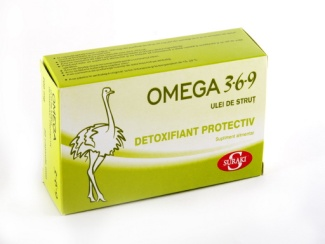 OMEGA 3·6·9
ULEI DE STRUȚ
DETOXIFIANT PROTECTIV
Supliment alimentar
SURAKI